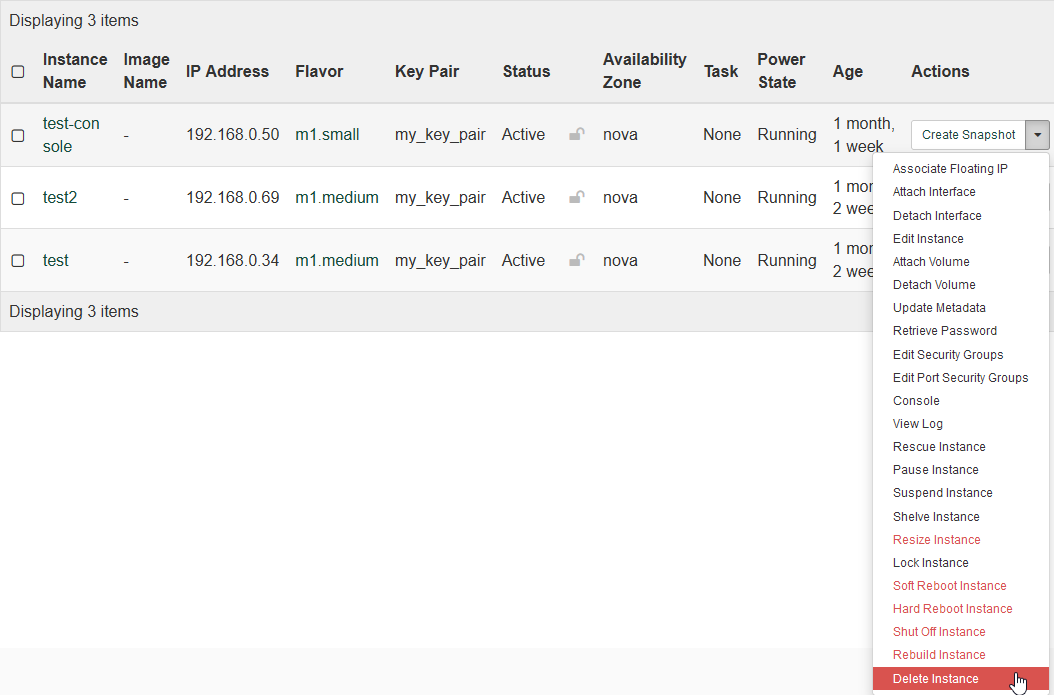 Displaying 3 items
Instance Name Image Name IP Address Flavor Key Pair Status Availability Zone Task Power State Age Actions
test-console - 192.168.0.50 m1.small my_key_pair Active nova None Running 1 month, 1 week Create Snapshot
test2 - 192.168.0.69 m1.medium my_key_pair Active nova None Running 1 mor 2 wee
test - 192.168.0.34 m1.medium my_key_pair Active nova None Running 1 mor 2 wee
Displaying 3 items
Associate Floating IP
Attach Interface
Detach Interface
Edit Instance
Attach Volume
Detach Volume
Update Metadata
Retrieve Password
Edit Security Groups
Edit Port Security Groups
Console
View Log
Rescue Instance
Pause Instance
Suspend Instance
Shelve Instance
Resize Instance
Lock Instance
Soft Reboot Instance
Hard Reboot Instance
Shut Off Instance
Rebuild Instance
Delete Instance